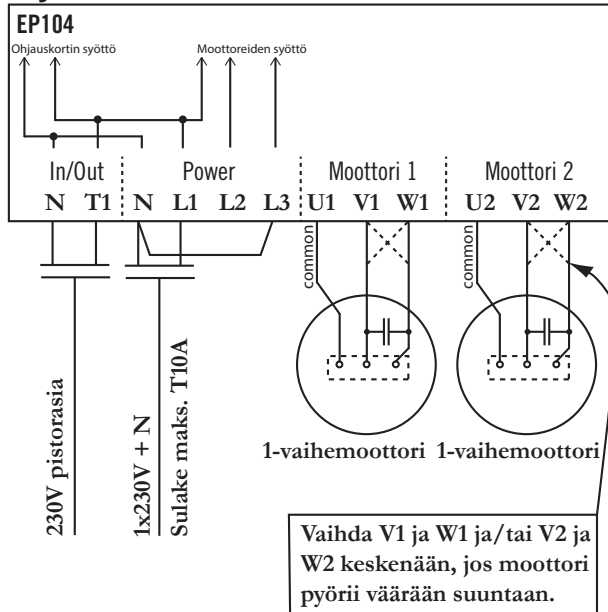 EP104
Ohjauskortin syöttö Moottoreiden syöttö
In/Out Power Moottori 1 Moottori 2
N T1 N L1 L2 L3 U1 V1 W1 U2 V2 W2
common common
230V pistorasia
1x230V + N
Sulake maks. T10A
1-vaihemoottori 1-vaihemoottori
Vaihda V1 ja W1 ja/tai V2 ja
W2 keskenään, jos moottori
pyörii väärään suuntaan.